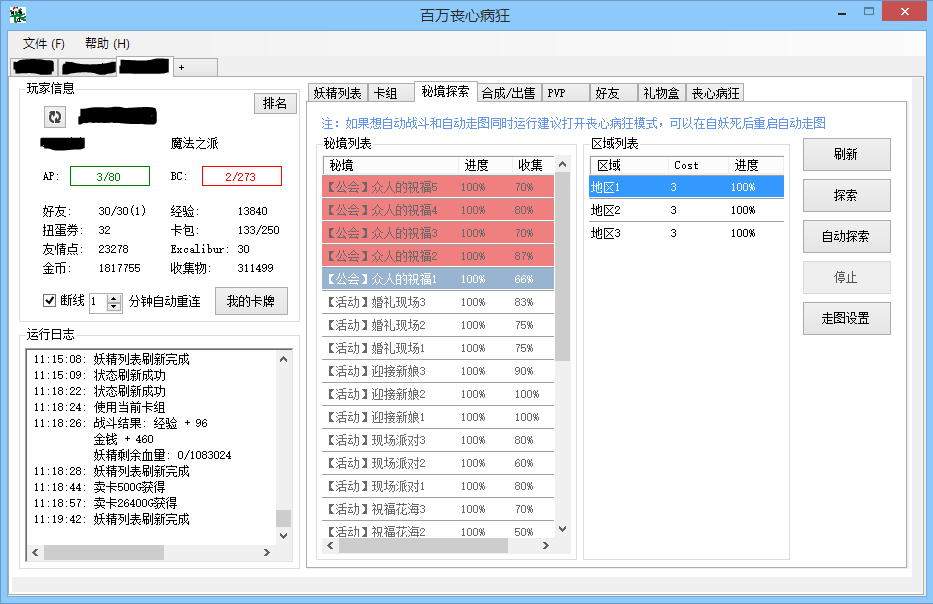 百万丧心病狂
文件 (F) 帮助 (H)
+
玩家信息
排名
魔法之派
AP: 3/80 BC: 2/273
好友: 30/30(1) 经验: 13840
扭蛋券: 32 卡包: 133/250
友情点: 23278 Excalibur: 30
金币: 1817755 收集物: 311499
断线 1 分钟自动重连 我的卡牌
运行日志
11:15:08: 妖精列表刷新完成
11:15:09: 状态刷新成功
11:18:22: 状态刷新成功
11:18:24: 使用当前卡组
11:18:26: 战斗结果: 经验 + 96
金钱 + 460
妖精剩余血量: 0/1083024
11:18:28: 妖精列表刷新完成
11:18:44: 卖卡500G获得
11:18:57: 卖卡26400G获得
11:19:42: 妖精列表刷新完成
妖精列表 卡组 秘境探索 合成/出售 PVP 好友 礼物盒 丧心病狂
注: 如果想自动战斗和自动走图同时运行建议打开丧心病狂模式, 可以在自妖死后重启自动走图
秘境列表
秘境 进度 收集
【公会】众人的祝福5 100% 70%
【公会】众人的祝福4 100% 80%
【公会】众人的祝福3 100% 70%
【公会】众人的祝福2 100% 87%
【公会】众人的祝福1 100% 66%
【活动】婚礼现场3 100% 83%
【活动】婚礼现场2 100% 75%
【活动】婚礼现场1 100% 75%
【活动】迎接新娘3 100% 90%
【活动】迎接新娘2 100% 100%
【活动】迎接新娘1 100% 100%
【活动】现场派对3 100% 80%
【活动】现场派对2 100% 60%
【活动】现场派对1 100% 80%
【活动】祝福花海3 100% 70%
【活动】祝福花海2 100% 50%
区域列表
区域 Cost 进度
地区1 3 100%
地区2 3 100%
地区3 3 100%
刷新
探索
自动探索
停止
走图设置